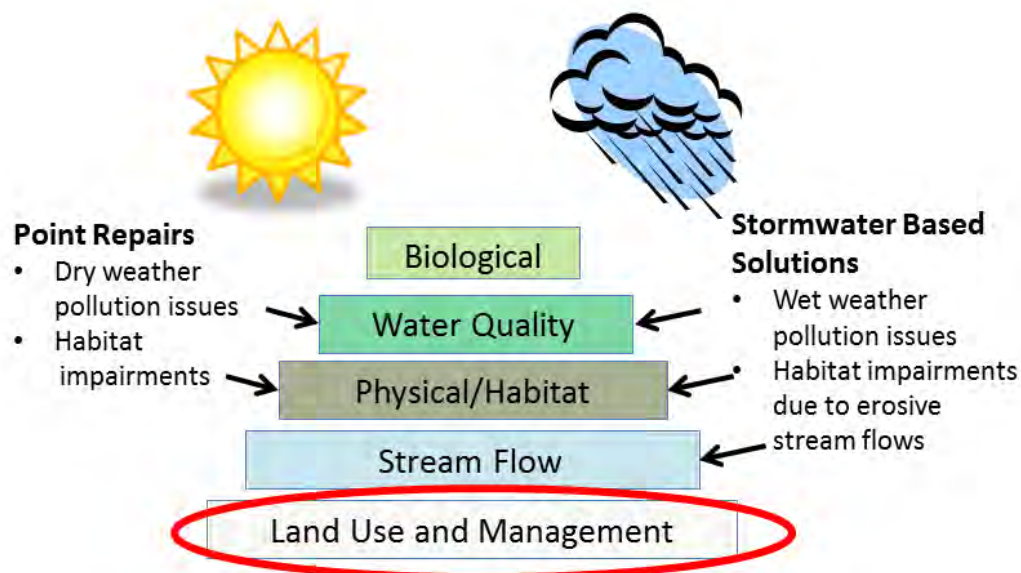 Point Repairs
• Dry weather
pollution issues
• Habitat
impairments
Biological
Water Quality
Physical/Habitat
Stream Flow
Land Use and Management
Stormwater Based
Solutions
• Wet weather
pollution issues
• Habitat impairments
due to erosive
stream flows